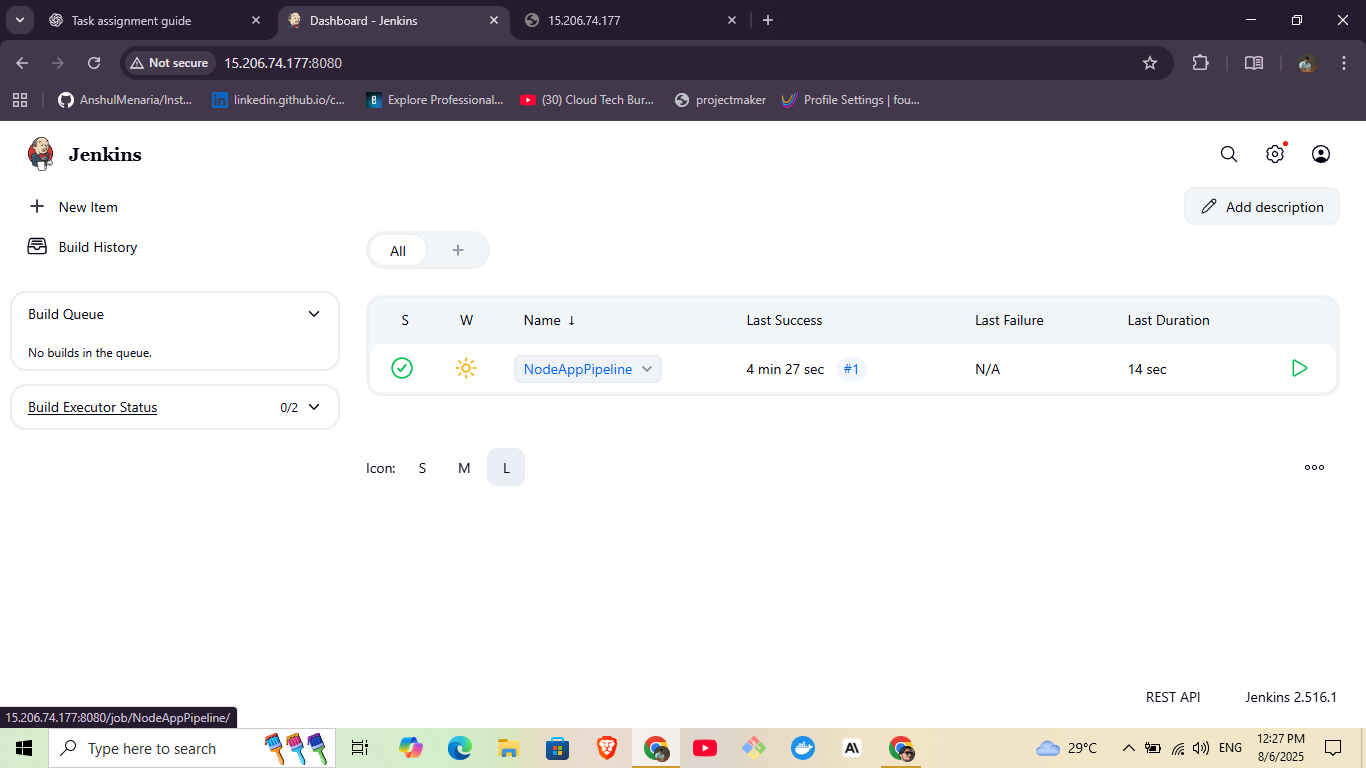 Task assignment guide
Dashboard - Jenkins
15.206.74.177
Not secure
15.206.74.177:8080
AnshulMenaria/Inst...
linkedin.github.io/c...
Explore Professional...
(30) Cloud Tech Bur...
projectmaker
Profile Settings | fou...
Jenkins
New Item
Build History
Add description
All
Build Queue
No builds in the queue.
Build Executor Status 0/2
S W Name ↓ Last Success Last Failure Last Duration
NodeAppPipeline 4 min 27 sec #1 N/A 14 sec
Icon: S M L
REST API Jenkins 2.516.1
15.206.74.177:8080/job/NodeAppPipeline/
Type here to search
29°C
ENG
12:27 PM
8/6/2025